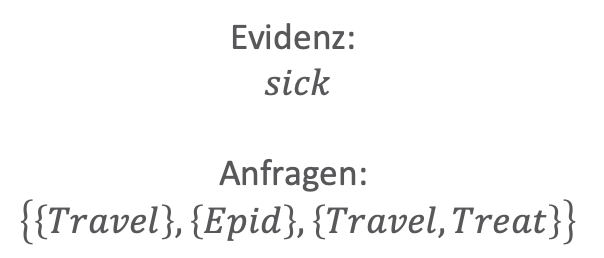 Evidenz:
sick
Anfragen:
{{Travel}, {Epid}, {Travel, Treat}}